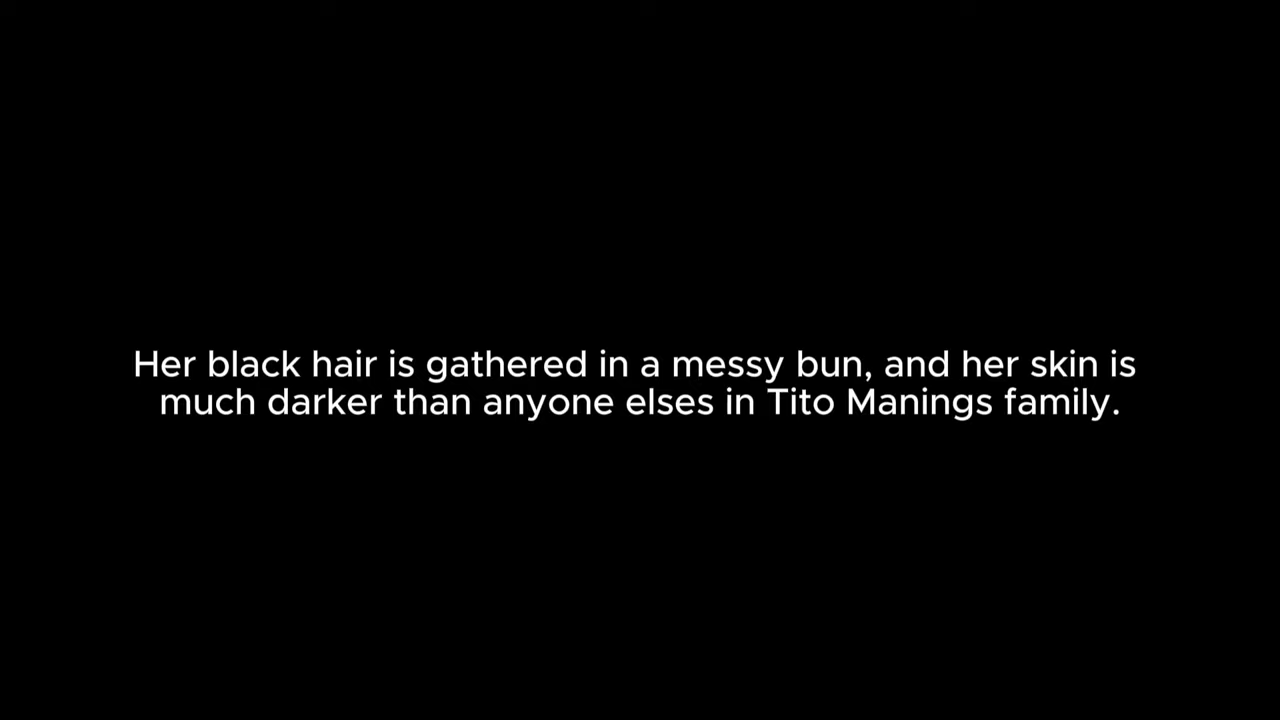 Her black hair is gathered in a messy bun, and her skin is
much darker than anyone elses in Tito Manings family.